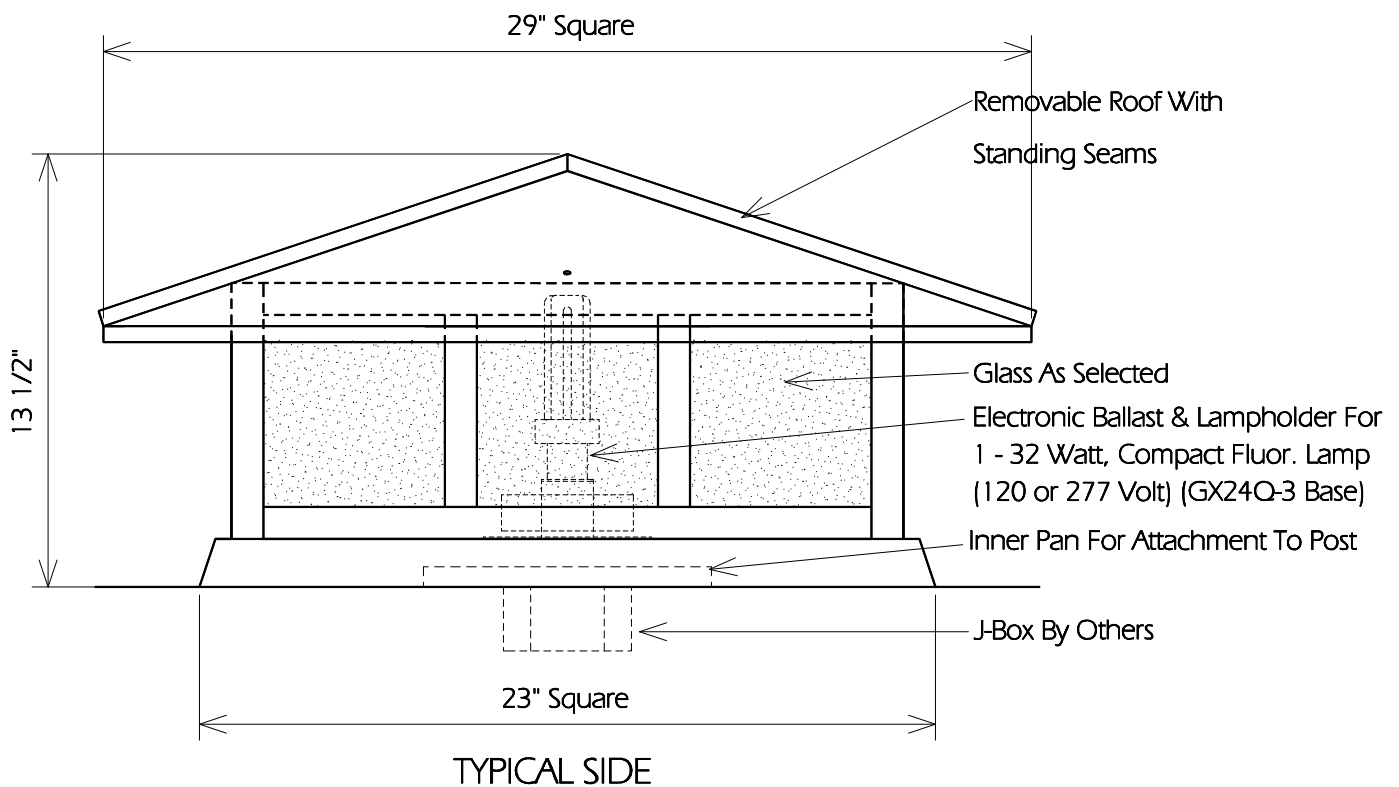 29" Square
Removable Roof With
Standing Seams
13 1/2"
Glass As Selected
Electronic Ballast & Lampholder For
1 - 32 Watt, Compact Fluor. Lamp
(120 or 277 Volt) (GX24Q-3 Base)
Inner Pan For Attachment To Post
J-Box By Others
23" Square
TYPICAL SIDE